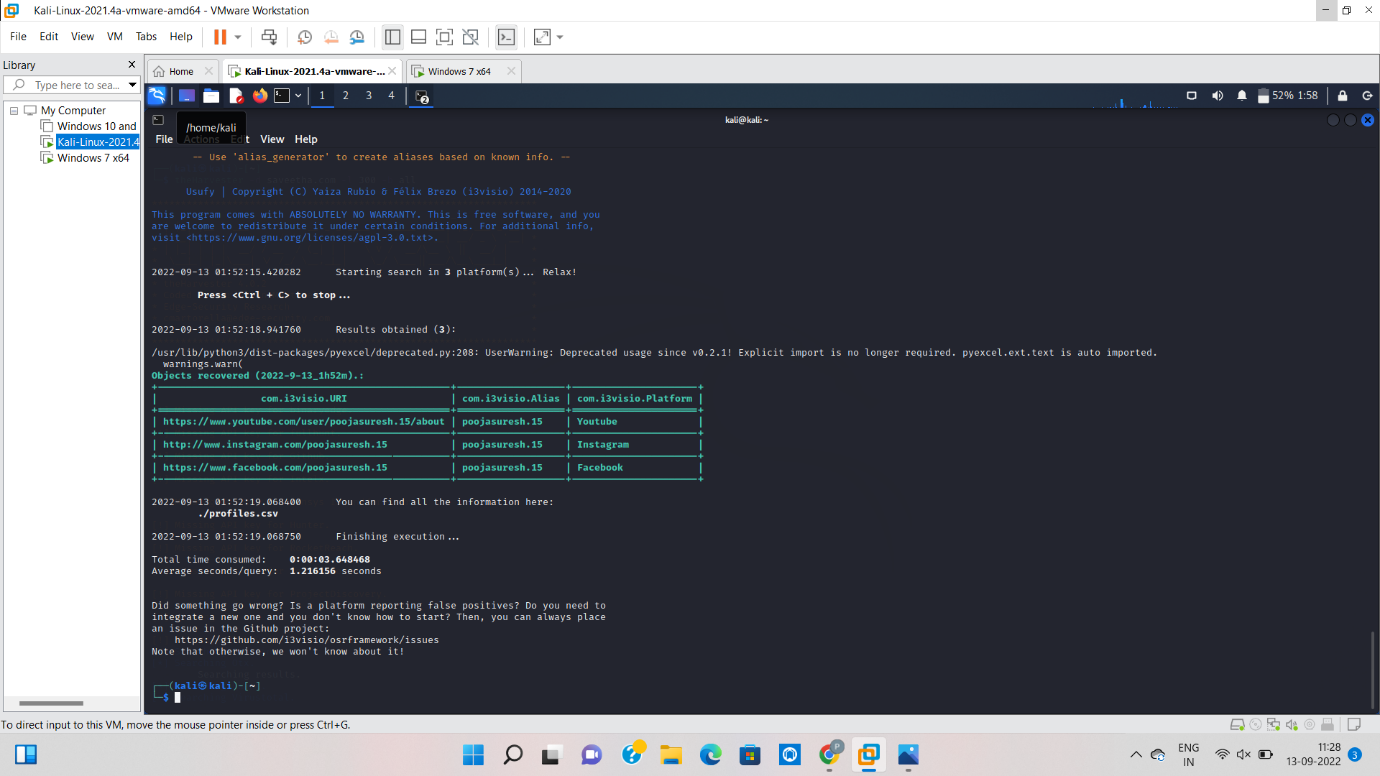 Kali-Linux-2021.4a-vmware-amd64 - VMware Workstation
File Edit View VM Tabs Help
Library
Type here to sea...
My Computer
Windows 10 and
Kali-Linux-2021.4
Windows 7 x64
Home
Kali-Linux-2021.4a-vmware-...
Windows 7 x64
1 2 3 4
2
52% 1:58
/home/kali
kali@kali: ~
File Actions Edit View Help
-- Use 'alias_generator' to create aliases based on known info. --
Usufy | Copyright (C) Yaiza Rubio & Félix Brezo (i3visio) 2014-2020
This program comes with ABSOLUTELY NO WARRANTY. This is free software, and you
are welcome to redistribute it under certain conditions. For additional info,
visit <https://www.gnu.org/licenses/agpl-3.0.txt>.
2022-09-13 01:52:15.420282 Starting search in 3 platform(s)... Relax!
Press <Ctrl + C> to stop...
2022-09-13 01:52:18.941760 Results obtained (3):
/usr/lib/python3/dist-packages/pyexcel/deprecated.py:208: UserWarning: Deprecated usage since v0.2.1! Explicit import is no longer required. pyexcel.ext.text is auto imported.
warnings.warn(
Objects recovered (2022-9-13_1h52m).:
| com.i3visio.URI | com.i3visio.Alias | com.i3visio.Platform |
| https://www.youtube.com/user/poojasuresh.15/about | poojasuresh.15 | Youtube |
| http://www.instagram.com/poojasuresh.15 | poojasuresh.15 | Instagram |
| https://www.facebook.com/poojasuresh.15 | poojasuresh.15 | Facebook |
2022-09-13 01:52:19.068400 You can find all the information here:
./profiles.csv
2022-09-13 01:52:19.068750 Finishing execution...
Total time consumed: 0:00:03.648468
Average seconds/query: 1.216156 seconds
Did something go wrong? Is a platform reporting false positives? Do you need to
integrate a new one and you don't know how to start? Then, you can always place
an issue in the Github project:
https://github.com/i3visio/osrframework/issues
Note that otherwise, we won't know about it!
┌──(kali㉿kali)-[~]
└─$
To direct input to this VM, move the mouse pointer inside or press Ctrl+G.
P
ENG
IN
11:28
13-09-2022
3